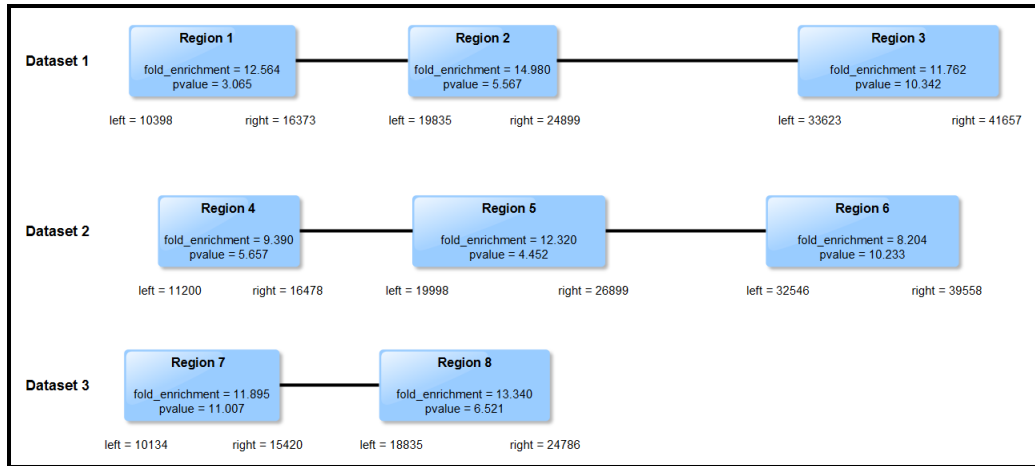 Dataset 1
Region 1
fold_enrichment = 12.564
pvalue = 3.065
left = 10398
right = 16373
Region 2
fold_enrichment = 14.980
pvalue = 5.567
left = 19835
right = 24899
Region 3
fold_enrichment = 11.762
pvalue = 10.342
left = 33623
right = 41657
Dataset 2
Region 4
fold_enrichment = 9.390
pvalue = 5.657
left = 11200
right = 16478
Region 5
fold_enrichment = 12.320
pvalue = 4.452
left = 19998
right = 26899
Region 6
fold_enrichment = 8.204
pvalue = 10.233
left = 32546
right = 39558
Dataset 3
Region 7
fold_enrichment = 11.895
pvalue = 11.007
left = 10134
right = 15420
Region 8
fold_enrichment = 13.340
pvalue = 6.521
left = 18835
right = 24786